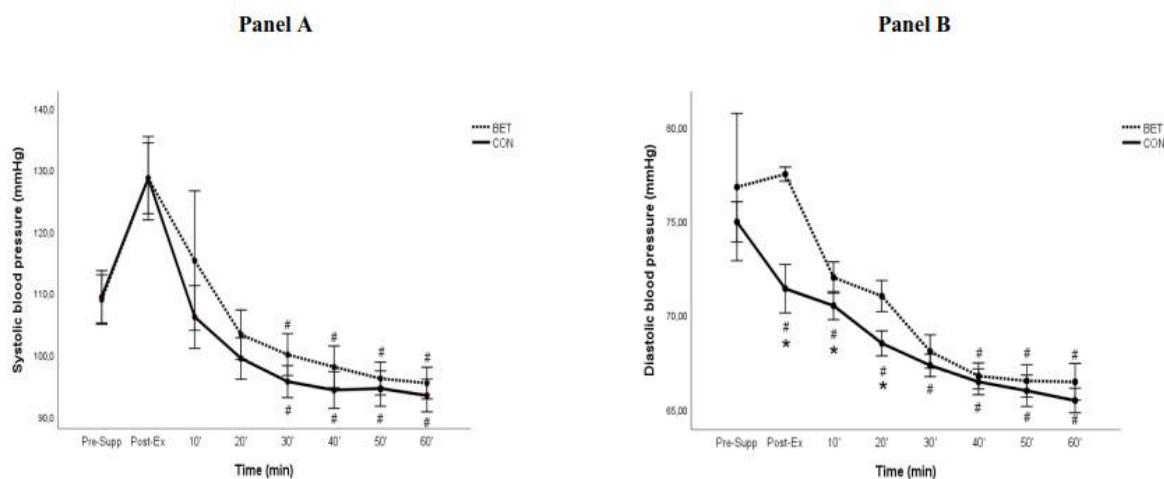 Panel A
Systolic blood pressure (mmHg)
140,0
130,0
120,0
110,0
100,0
90,0
BET
CON
# # # #
# # # #
Pre-Supp Post-Ex 10' 20' 30' 40' 50' 60'
Time (min)
Panel B
Diastolic blood pressure (mmHg)
80,00
75,00
70,00
65,00
BET
CON
# # #
# # # # # # #
* * *
Pre-Supp Post-Ex 10' 20' 30' 40' 50' 60'
Time (min)